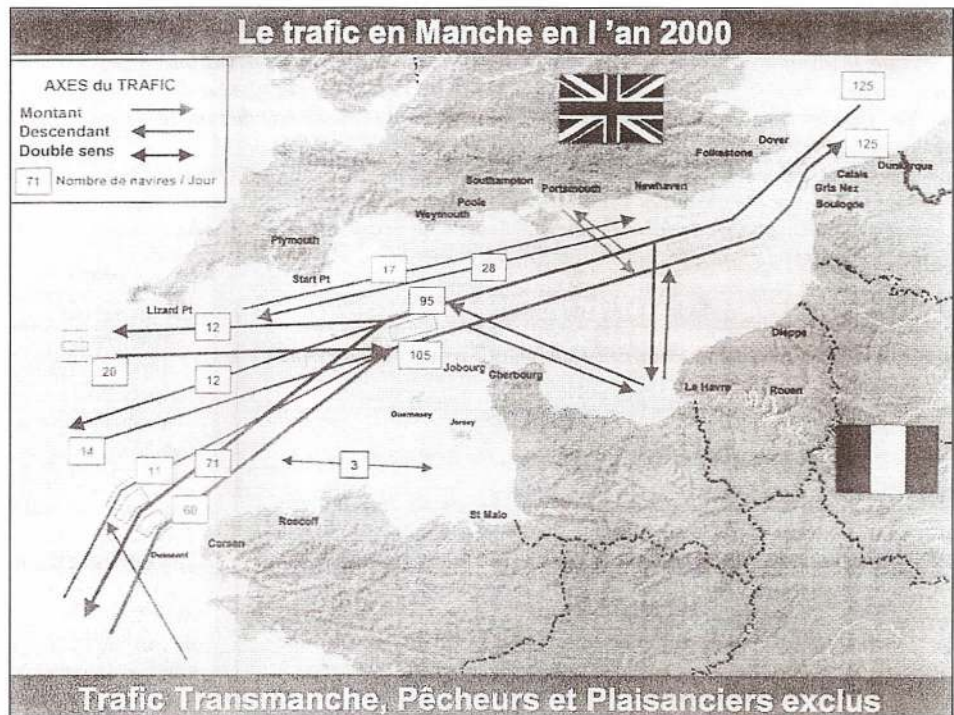 Le trafic en Manche en l 'an 2000
AXES du TRAFIC
Montant
Descendant
Double sens
71 Nombre de navires / Jour
125
125
Dover
Folkestone
Dunkerque
Calais
Gris Nez
Boulogne
Southampton
Portsmouth
Newhaven
Poole
Weymouth
Plymouth
Start Pt
17
28
Lizard Pt
95
12
20
105
12
Jobourg
Cherbourg
Dieppe
Le Havre
Rouen
Guernesey
Jersey
14
11
71
3
60
St Malo
Roscoff
Corsen
Ouessant
Trafic Transmanche, Pêcheurs et Plaisanciers exclus